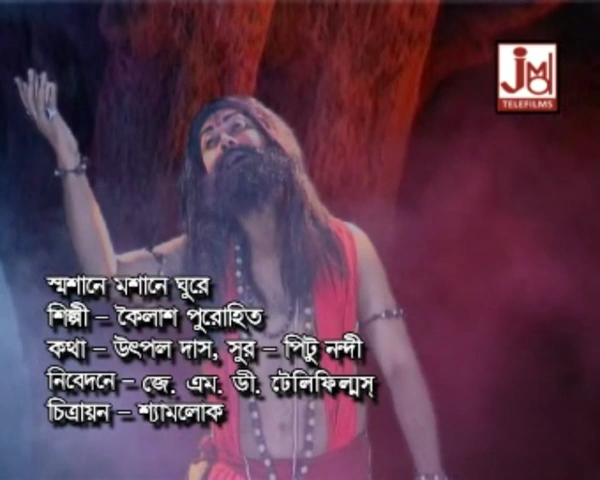 JMD
TELEFILMS
স্মশানে মশানে ঘুরে
শিল্পী – কৈলাশ পুরোহিত
কথা – উৎপল দাস, সুর – পিটু নন্দী
নিবেদনে – জে. এম. ডী. টেলিফিল্মস্
চিত্রায়ন – শ্যামলোক